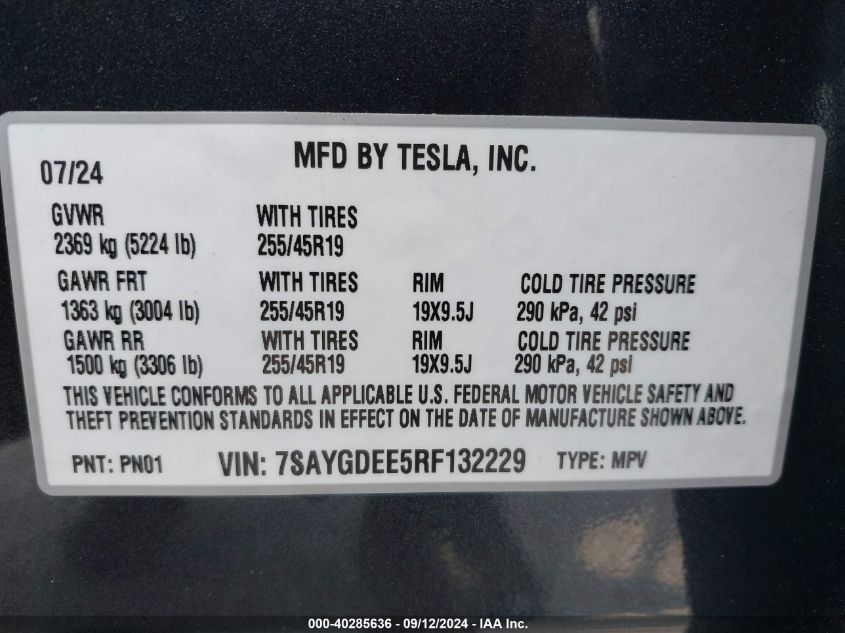 MFD BY TESLA, INC.
07/24
GVWR WITH TIRES
2369 kg (5224 lb) 255/45R19
GAWR FRT WITH TIRES RIM COLD TIRE PRESSURE
1363 kg (3004 lb) 255/45R19 19X9.5J 290 kPa, 42 psi
GAWR RR WITH TIRES RIM COLD TIRE PRESSURE
1500 kg (3306 lb) 255/45R19 19X9.5J 290 kPa, 42 psi
THIS VEHICLE CONFORMS TO ALL APPLICABLE U.S. FEDERAL MOTOR VEHICLE SAFETY AND
THEFT PREVENTION STANDARDS IN EFFECT ON THE DATE OF MANUFACTURE SHOWN ABOVE.
PNT: PN01 VIN: 7SAYGDEE5RF132229 TYPE: MPV
000-40285636 - 09/12/2024 - IAA Inc.